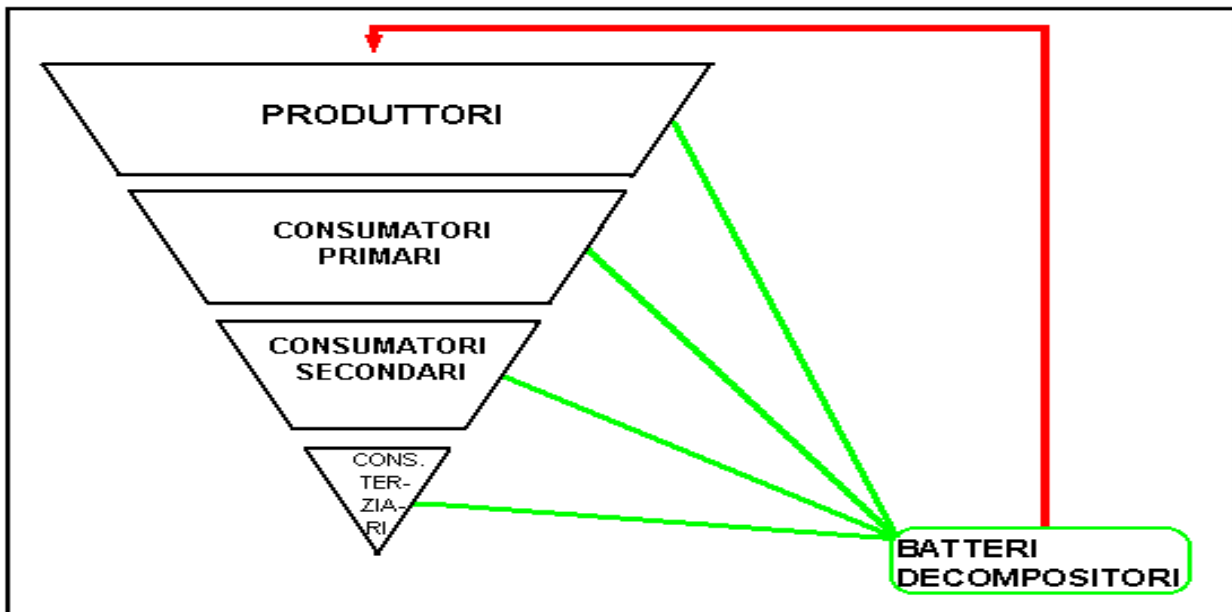 PRODUTTORI
CONSUMATORI
PRIMARI
CONSUMATORI
SECONDARI
CONS.
TER-
ZIA-
RI
BATTERI
DECOMPOSITORI